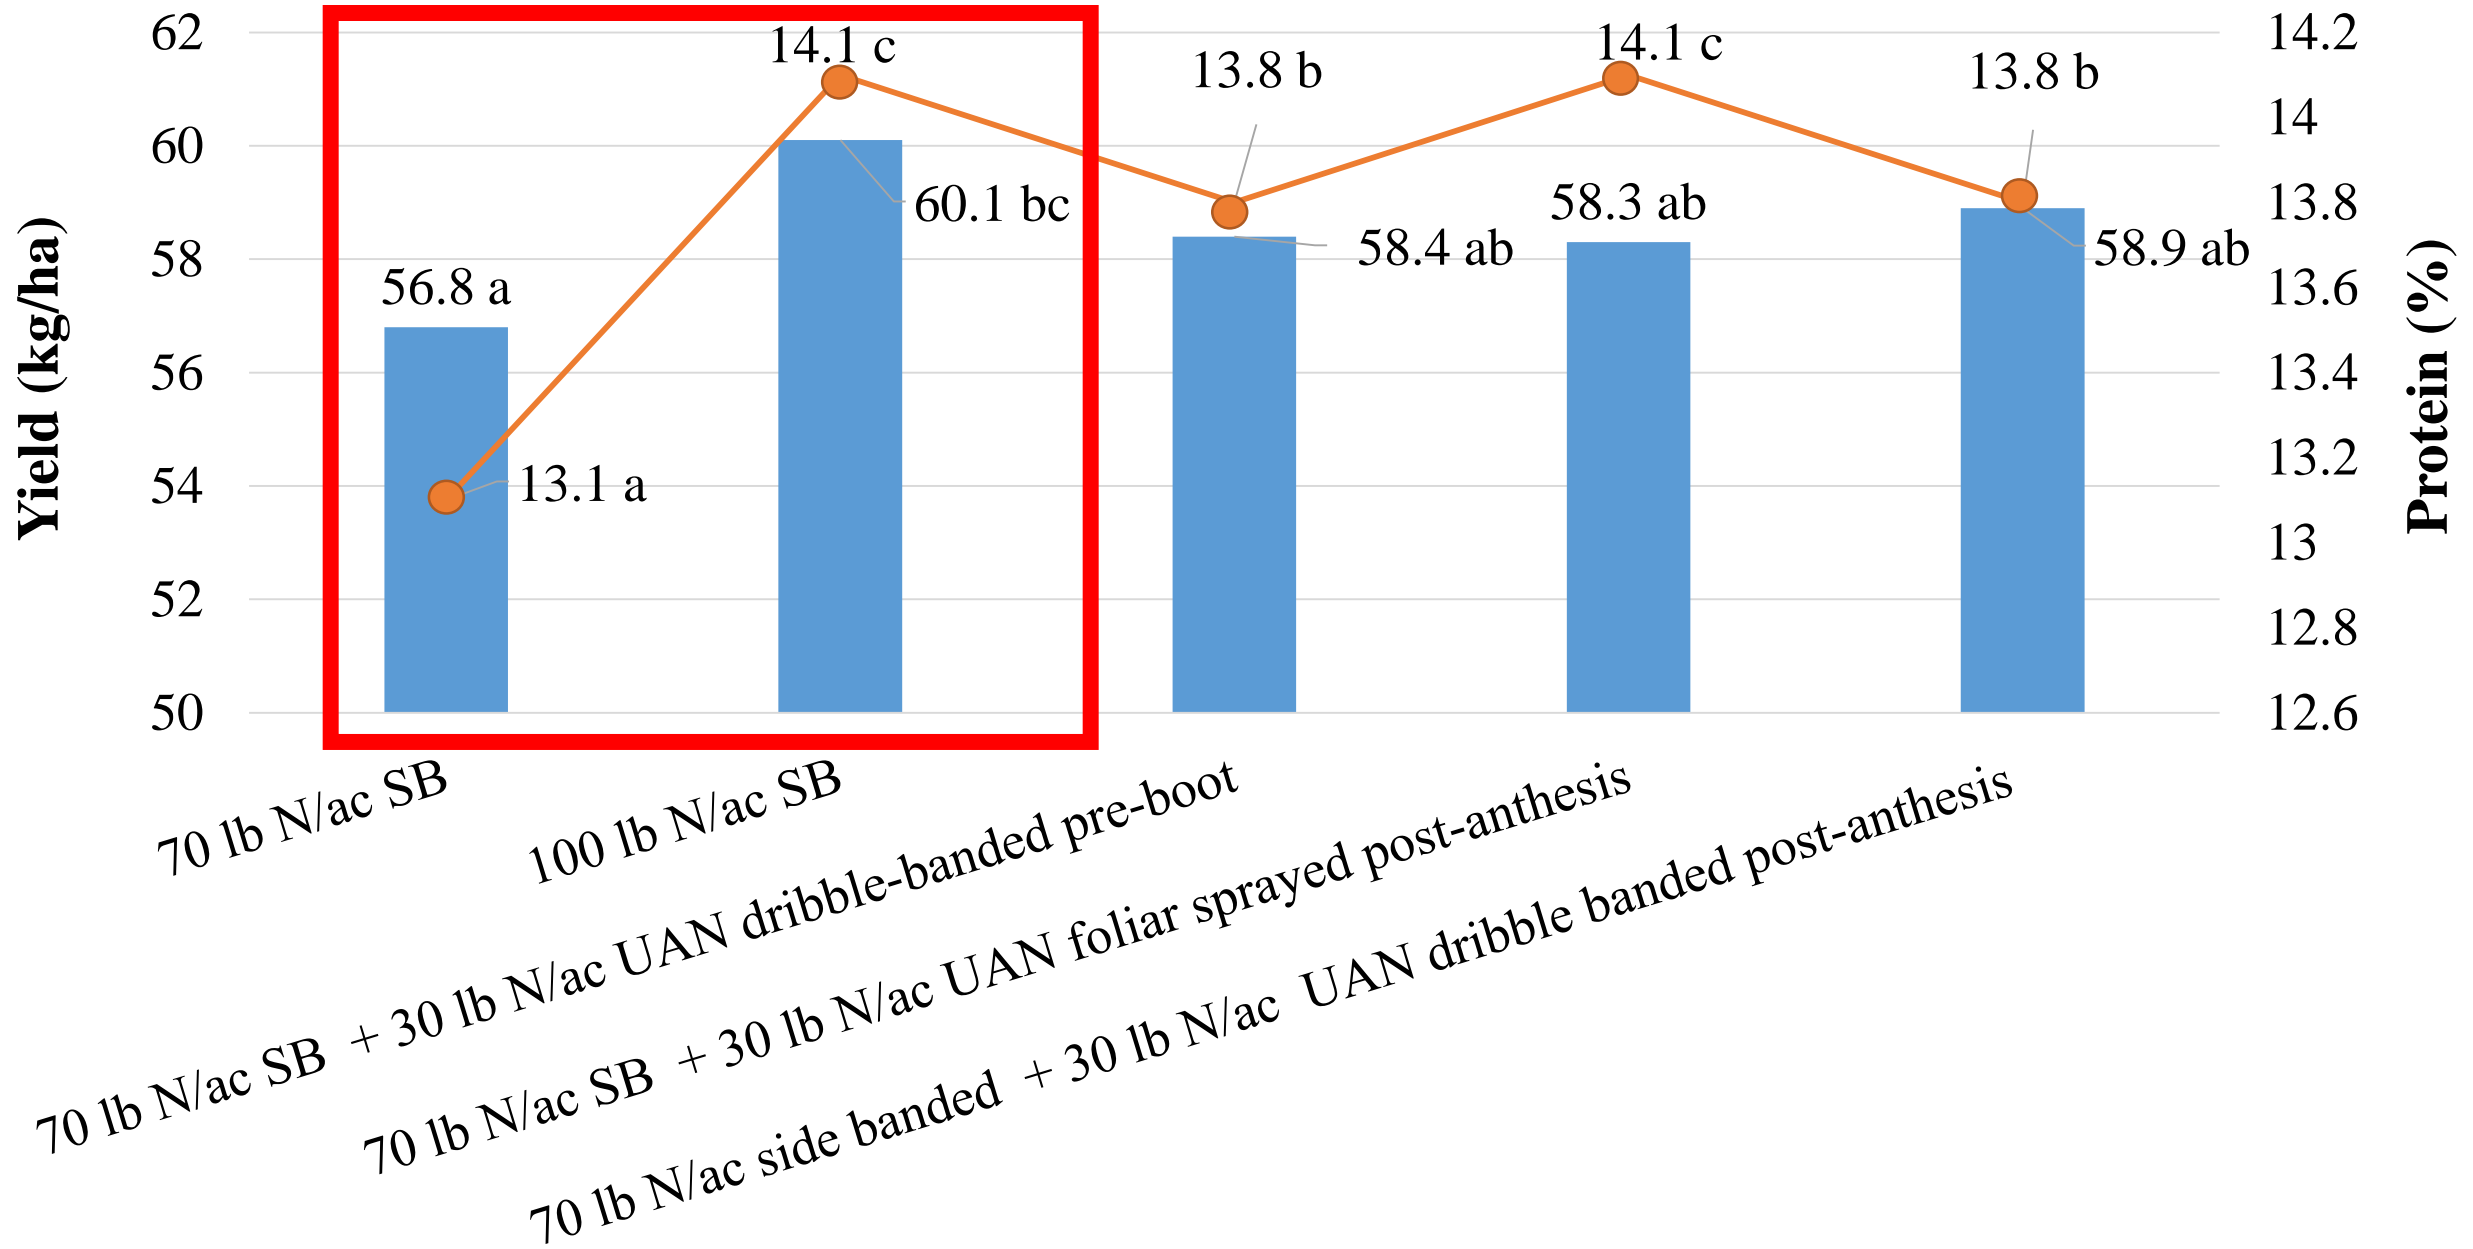 Yield (kg/ha)
62
60
58
56
54
52
50
56.8 a
60.1 bc
58.4 ab
58.3 ab
58.9 ab
13.1 a
14.1 c
13.8 b
14.1 c
13.8 b
14.2
14
13.8
13.6
13.4
13.2
13
12.8
12.6
Protein (%)
70 lb N/ac SB
100 lb N/ac SB
70 lb N/ac SB  + 30 lb N/ac UAN dribble-banded pre-boot
70 lb N/ac SB  + 30 lb N/ac UAN foliar sprayed post-anthesis
70 lb N/ac side banded  + 30 lb N/ac  UAN dribble banded post-anthesis